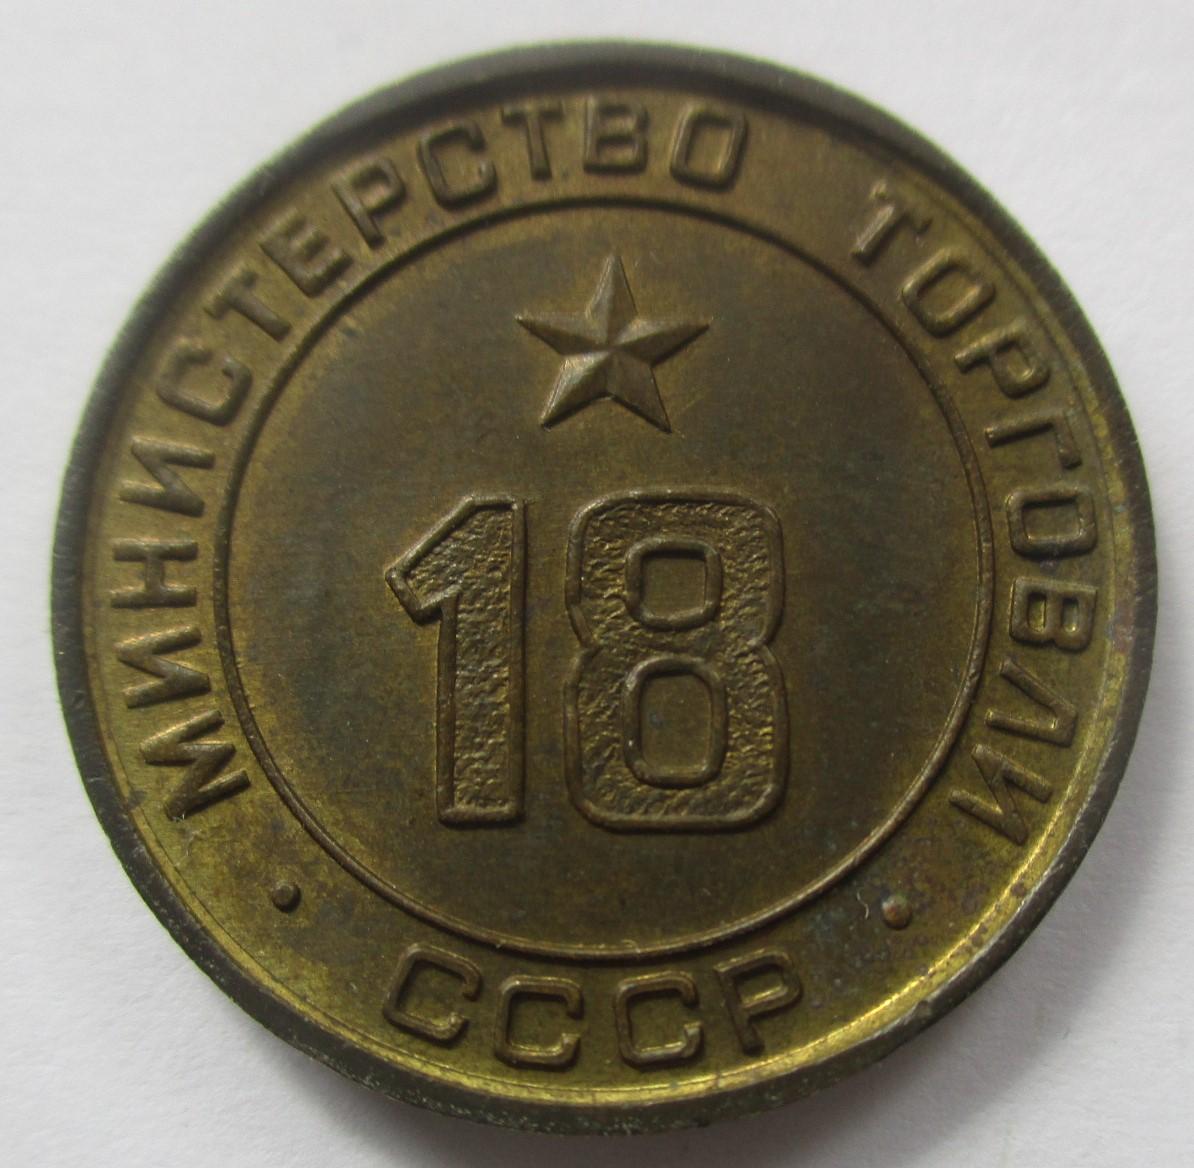 МИНИСТЕРСТВО ТОРГОВЛИ
18
• СССР •